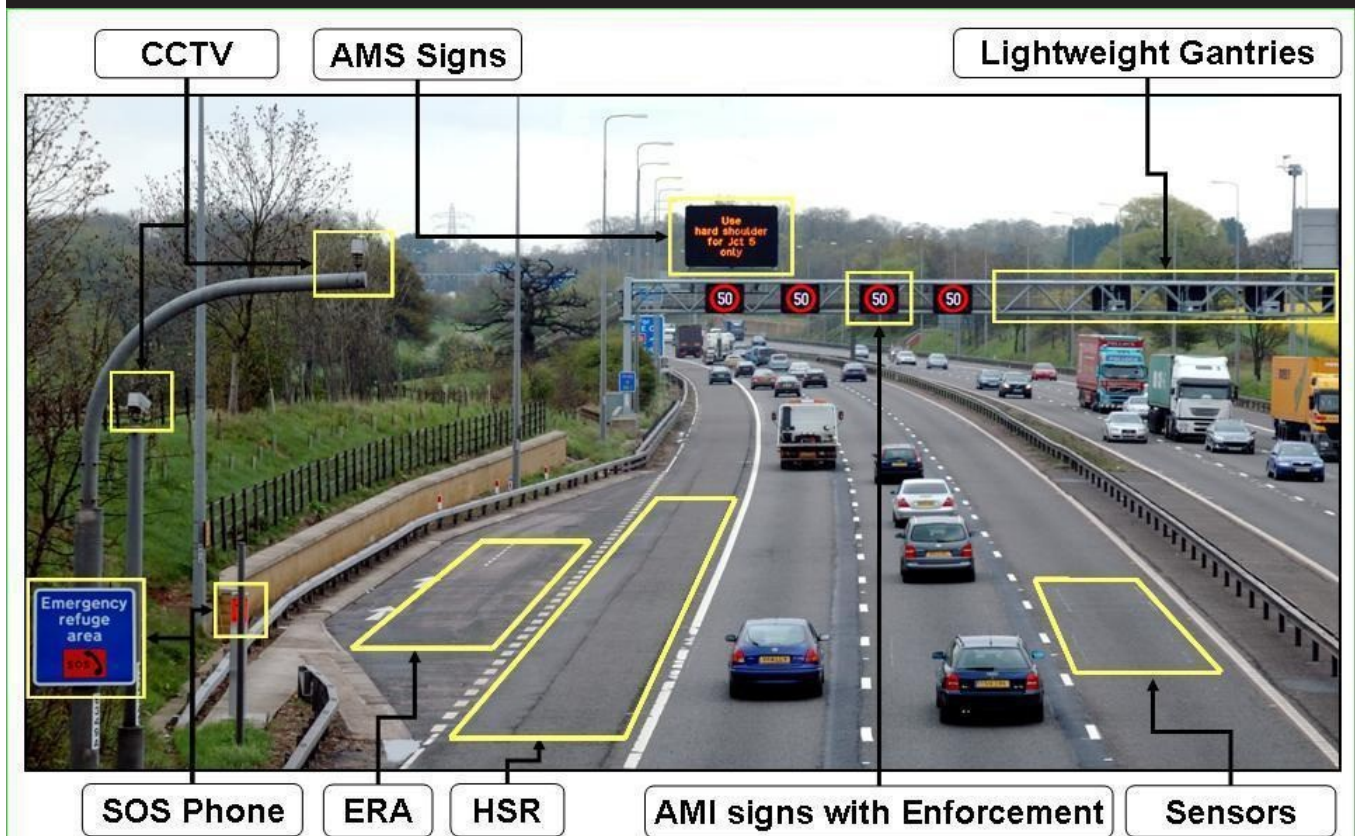 CCTV
AMS Signs
Lightweight Gantries
Use
hard shoulder
for Jct 5
only
50
50
50
50
Emergency
refuge
area
SOS
SOS Phone
ERA
HSR
AMI signs with Enforcement
Sensors